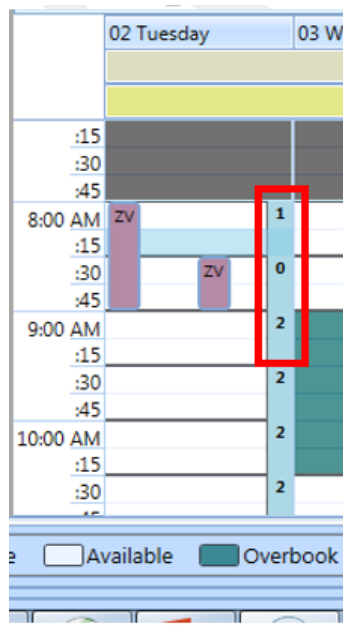 02 Tuesday 03 W
:15
:30
:45
8:00 AM ZV 1
:15
:30 ZV 0
:45
9:00 AM 2
:15
:30 2
:45
10:00 AM 2
:15
:30 2
Available Overbook